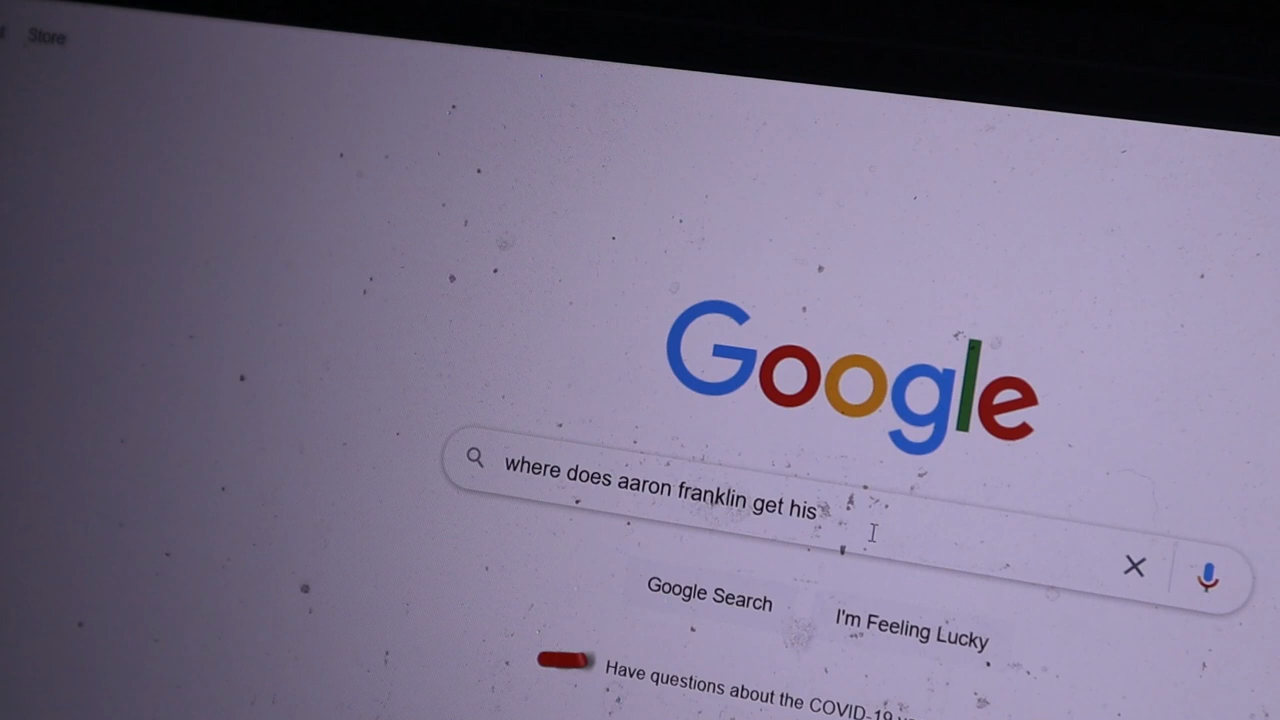 Store
Google
where does aaron franklin get his
Google Search
I'm Feeling Lucky
Have questions about the COVID-19